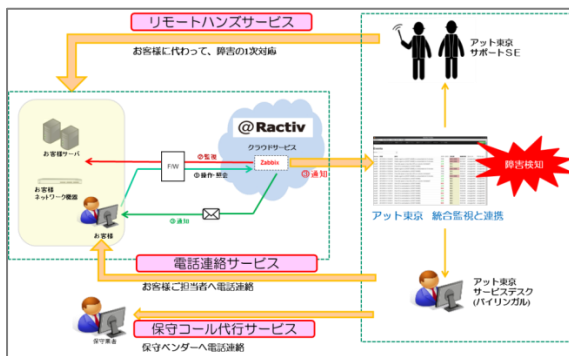 リモートハンズサービス
お客様に代わって、障害の1次対応
アット東京
サポートSE
@Ractiv
クラウドサービス
Zabbix
お客様サーバ
F/W
②監視
①操作・照会
③通知
障害検知
お客様
ネットワーク機器
③通知
お客様
アット東京 統合監視と連携
電話連絡サービス
お客様ご担当者へ電話連絡
アット東京
サービスデスク
(バイリンガル)
保守コール代行サービス
保守業者
保守ベンダーへ電話連絡